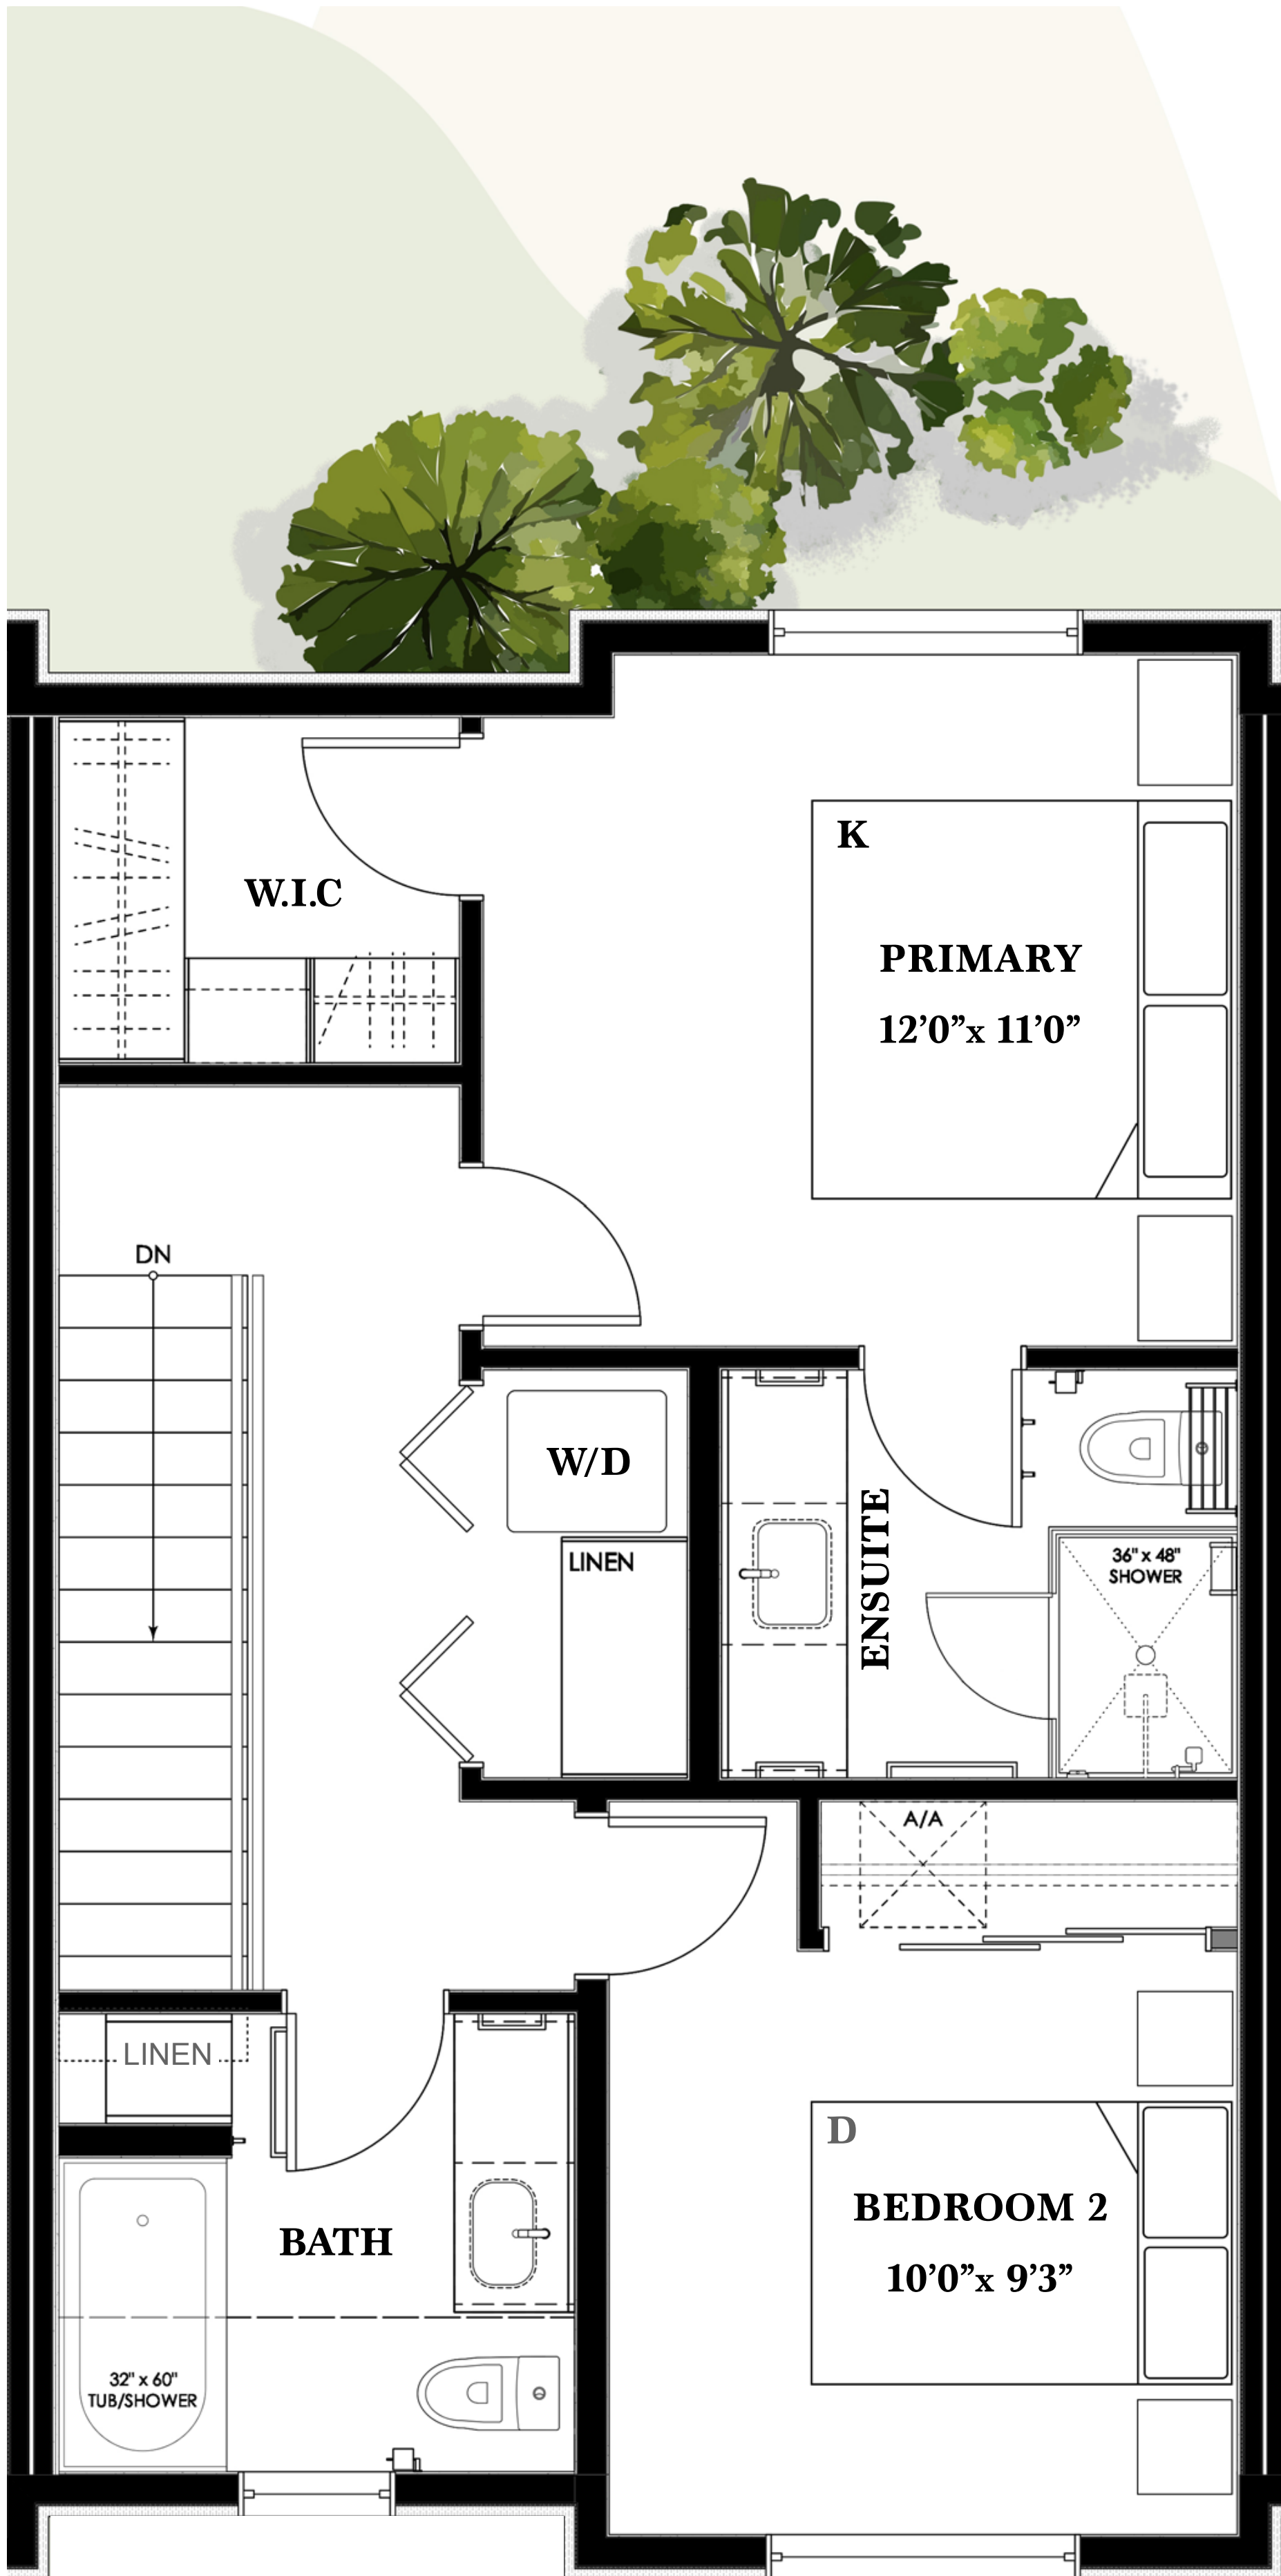 W.I.C
K
PRIMARY
12’0”x 11’0”
DN
W/D
LINEN
ENSUITE
36" x 48"
SHOWER
A/A
LINEN
D
BEDROOM 2
10’0”x 9’3”
BATH
32" x 60"
TUB/SHOWER